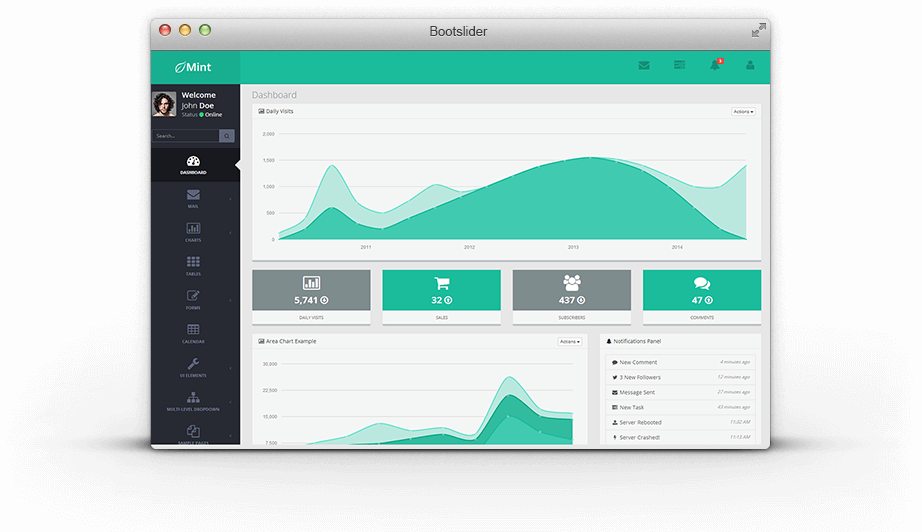 Bootslider
Mint
Welcome
John Doe
Status Online
Search...
DASHBOARD
MAIL
CHARTS
TABLES
FORMS
CALENDAR
UI ELEMENTS
MULTI LEVEL DROPDOWN
SAMPLE PAGES
Dashboard
Daily Visits
Actions
2,000
1,500
1,000
500
0
2011
2012
2013
2014
5,741
DAILY VISITS
32
SALES
437
SUBSCRIBERS
47
COMMENTS
Area Chart Example
Actions
30,000
22,500
15,000
7,500
Notifications Panel
New Comment 4 minutes ago
3 New Followers 12 minutes ago
Message Sent 27 minutes ago
New Task 43 minutes ago
Server Rebooted 11:32 AM
Server Crashed! 11:13 AM